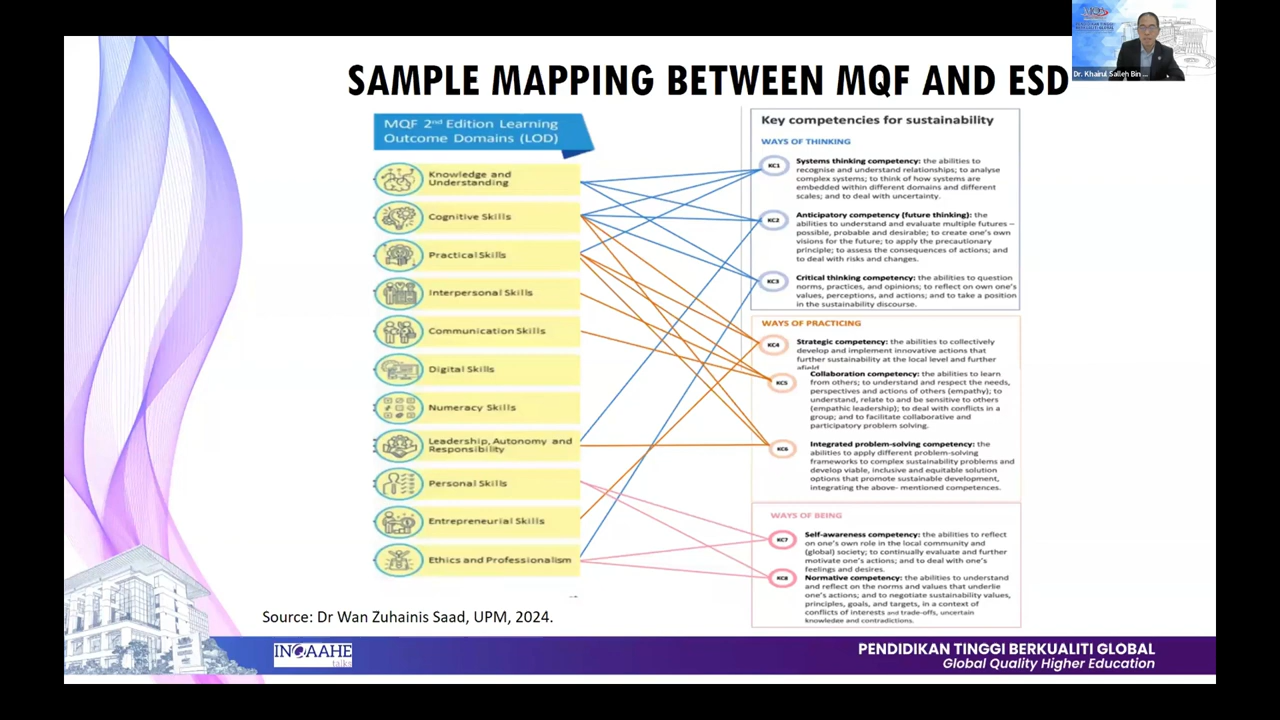 Dr. Khairul Salleh Bin ...
SAMPLE MAPPING BETWEEN MQF AND ESD
MQF 2nd Edition Learning
Outcome Domains (LOD)
Knowledge and
Understanding
Cognitive Skills
Practical Skills
Interpersonal Skills
Communication Skills
Digital Skills
Numeracy Skills
Leadership, Autonomy and
Responsibility
Personal Skills
Entrepreneurial Skills
Ethics and Professionalism
Key competencies for sustainability
WAYS OF THINKING
KC1
Systems thinking competency: the abilities to
recognise and understand relationships; to analyse
complex systems; to think of how systems are
embedded within different domains and different
scales; and to deal with uncertainty.
KC2
Anticipatory competency (future thinking): the
abilities to understand and evaluate multiple futures –
possible, probable and desirable; to create one's own
visions for the future; to apply the precautionary
principle; to assess the consequences of actions; and
to deal with risks and changes.
KC3
Critical thinking competency: the abilities to question
norms, practices, and opinions; to reflect on own one's
values, perceptions, and actions; and to take a position
in the sustainability discourse.
WAYS OF PRACTICING
KC4
Strategic competency: the abilities to collectively
develop and implement innovative actions that
further sustainability at the local level and further
afield
KC5
Collaboration competency: the abilities to learn
from others; to understand and respect the needs,
perspectives and actions of others (empathy); to
understand, relate to and be sensitive to others
(empathic leadership); to deal with conflicts in a
group; and to facilitate collaborative and
participatory problem solving.
KC6
Integrated problem-solving competency: the
abilities to apply different problem-solving
frameworks to complex sustainability problems and
develop viable, inclusive and equitable solution
options that promote sustainable development,
integrating the above- mentioned competences.
WAYS OF BEING
KC7
Self-awareness competency: the abilities to reflect
on one's own role in the local community and
(global) society; to continually evaluate and further
motivate one's actions; and to deal with one's
feelings and desires.
KC8
Normative competency: the abilities to understand
and reflect on the norms and values that underlie
one's actions; and to negotiate sustainability values,
principles, goals, and targets, in a context of
conflicts of interests and trade-offs, uncertain
knowledge and contradictions.
Source: Dr Wan Zuhainis Saad, UPM, 2024.
INQAAHE
talks
PENDIDIKAN TINGGI BERKUALITI GLOBAL
Global Quality Higher Education